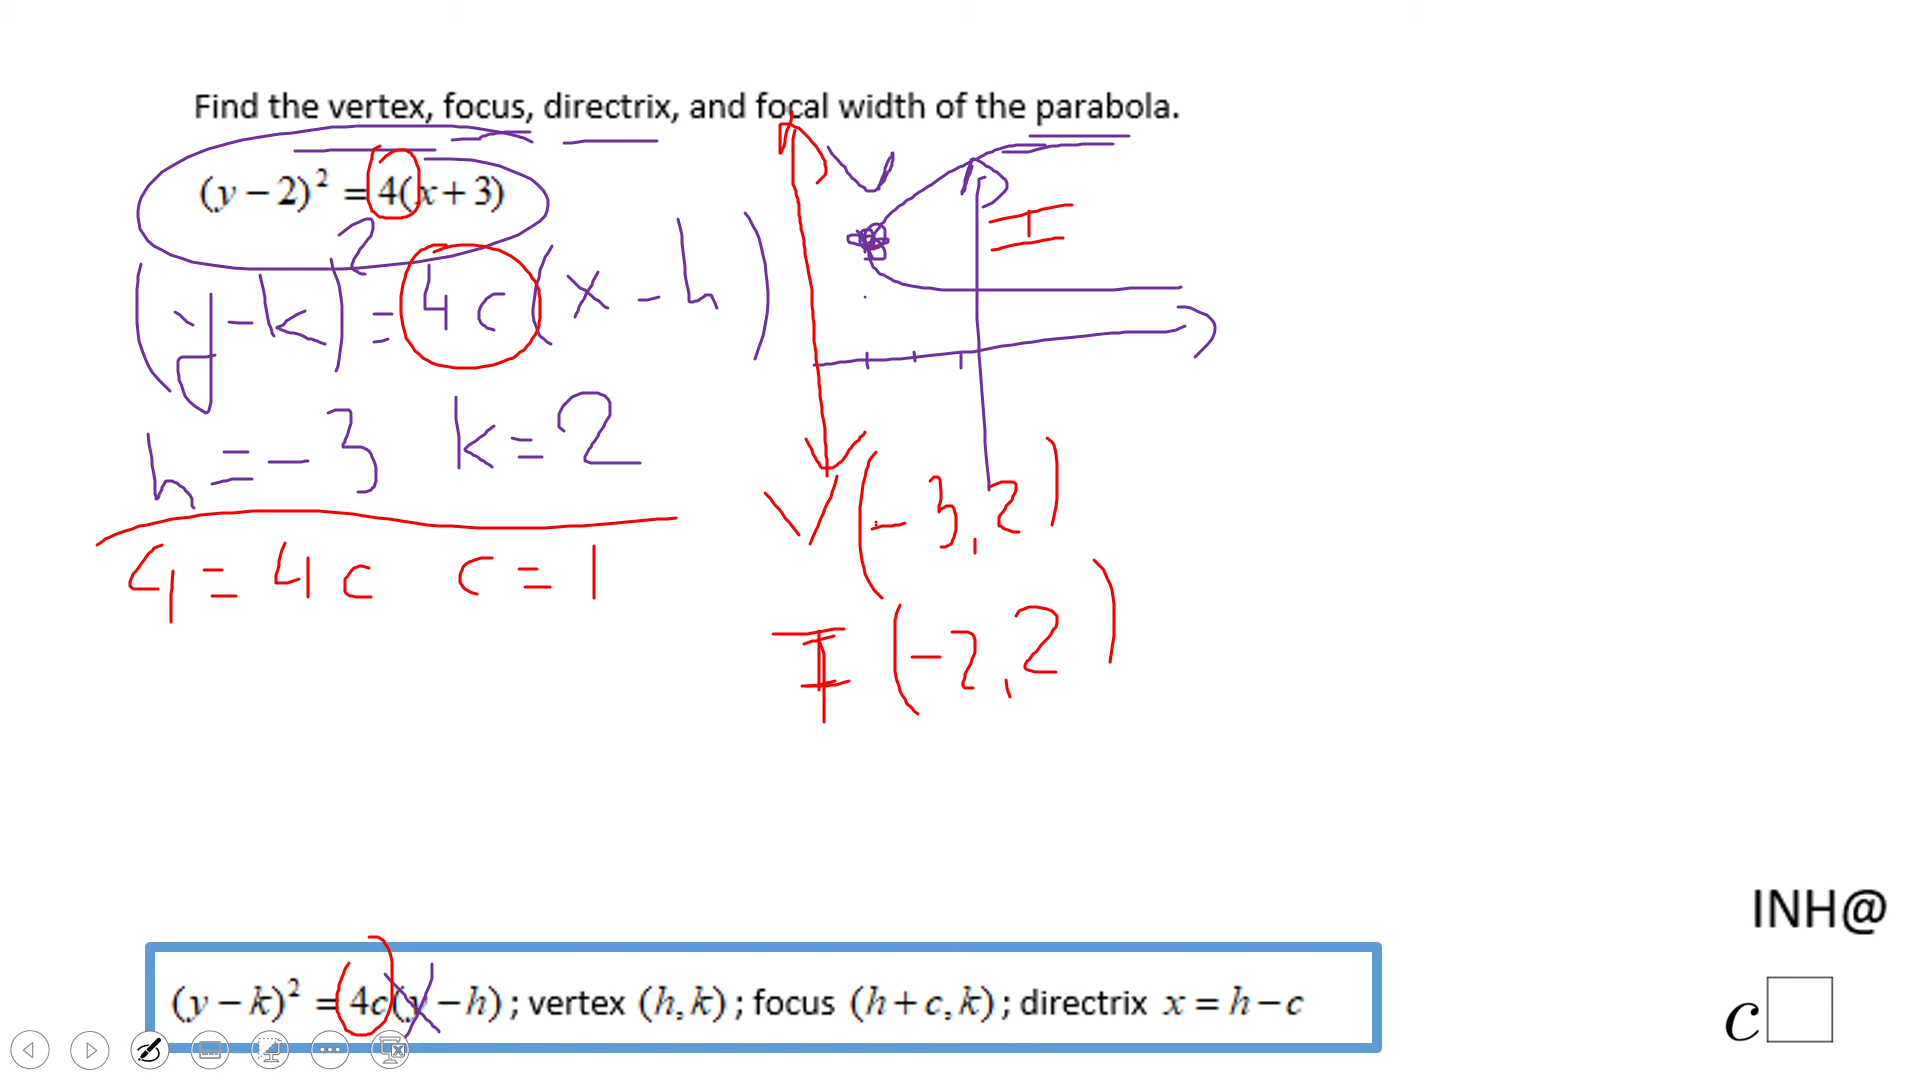 Find the vertex, focus, directrix, and focal width of the parabola.
(y − 2)² = 4(x + 3)
(y − k)² = 4c(x − h)
h = −3 k = 2
4 = 4c c = 1
V
F
V(−3, 2)
F(−2, 2)
(y − k)² = 4c(y − h); vertex (h, k); focus (h + c, k); directrix x = h − c
INH@
c